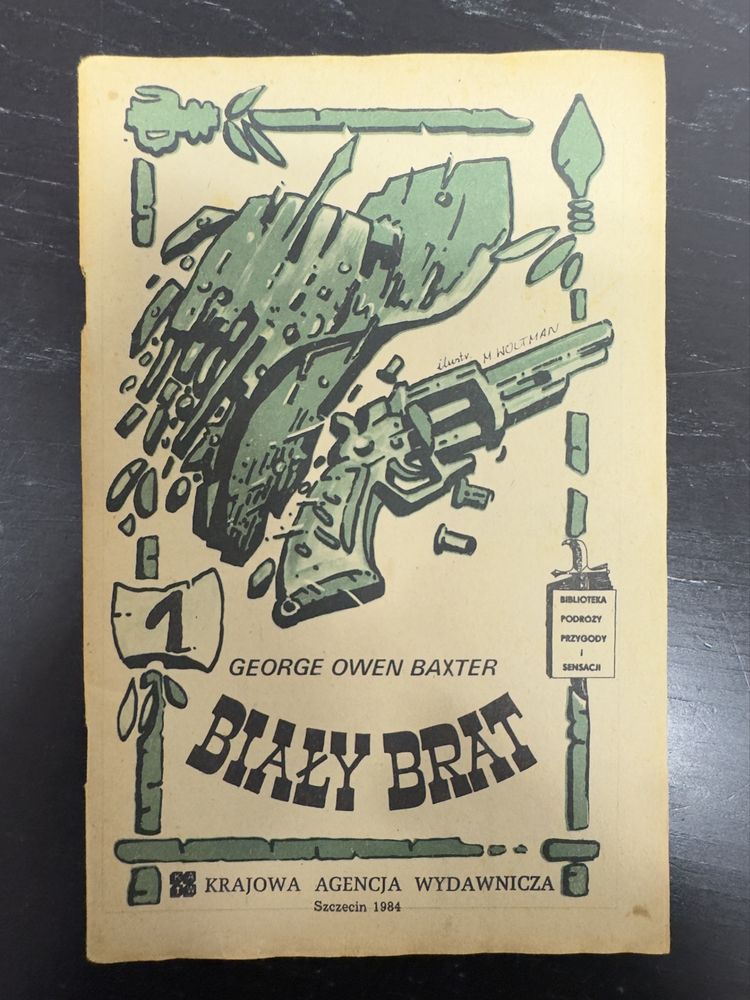 ilustr. M. WOLTMAN
1
BIBLIOTEKA
PODRÓŻY
PRZYGODY
I
SENSACJI
GEORGE OWEN BAXTER
BIAŁY BRAT
KRAJOWA AGENCJA WYDAWNICZA
Szczecin 1984